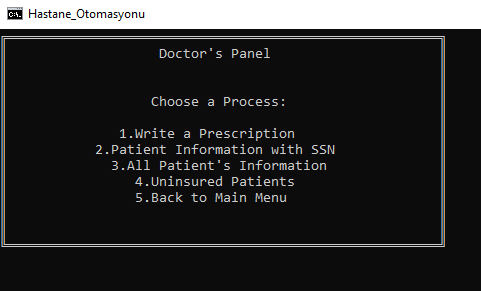 Hastane_Otomasyonu
Doctor's Panel
Choose a Process:
1.Write a Prescription
2.Patient Information with SSN
3.All Patient's Information
4.Uninsured Patients
5.Back to Main Menu